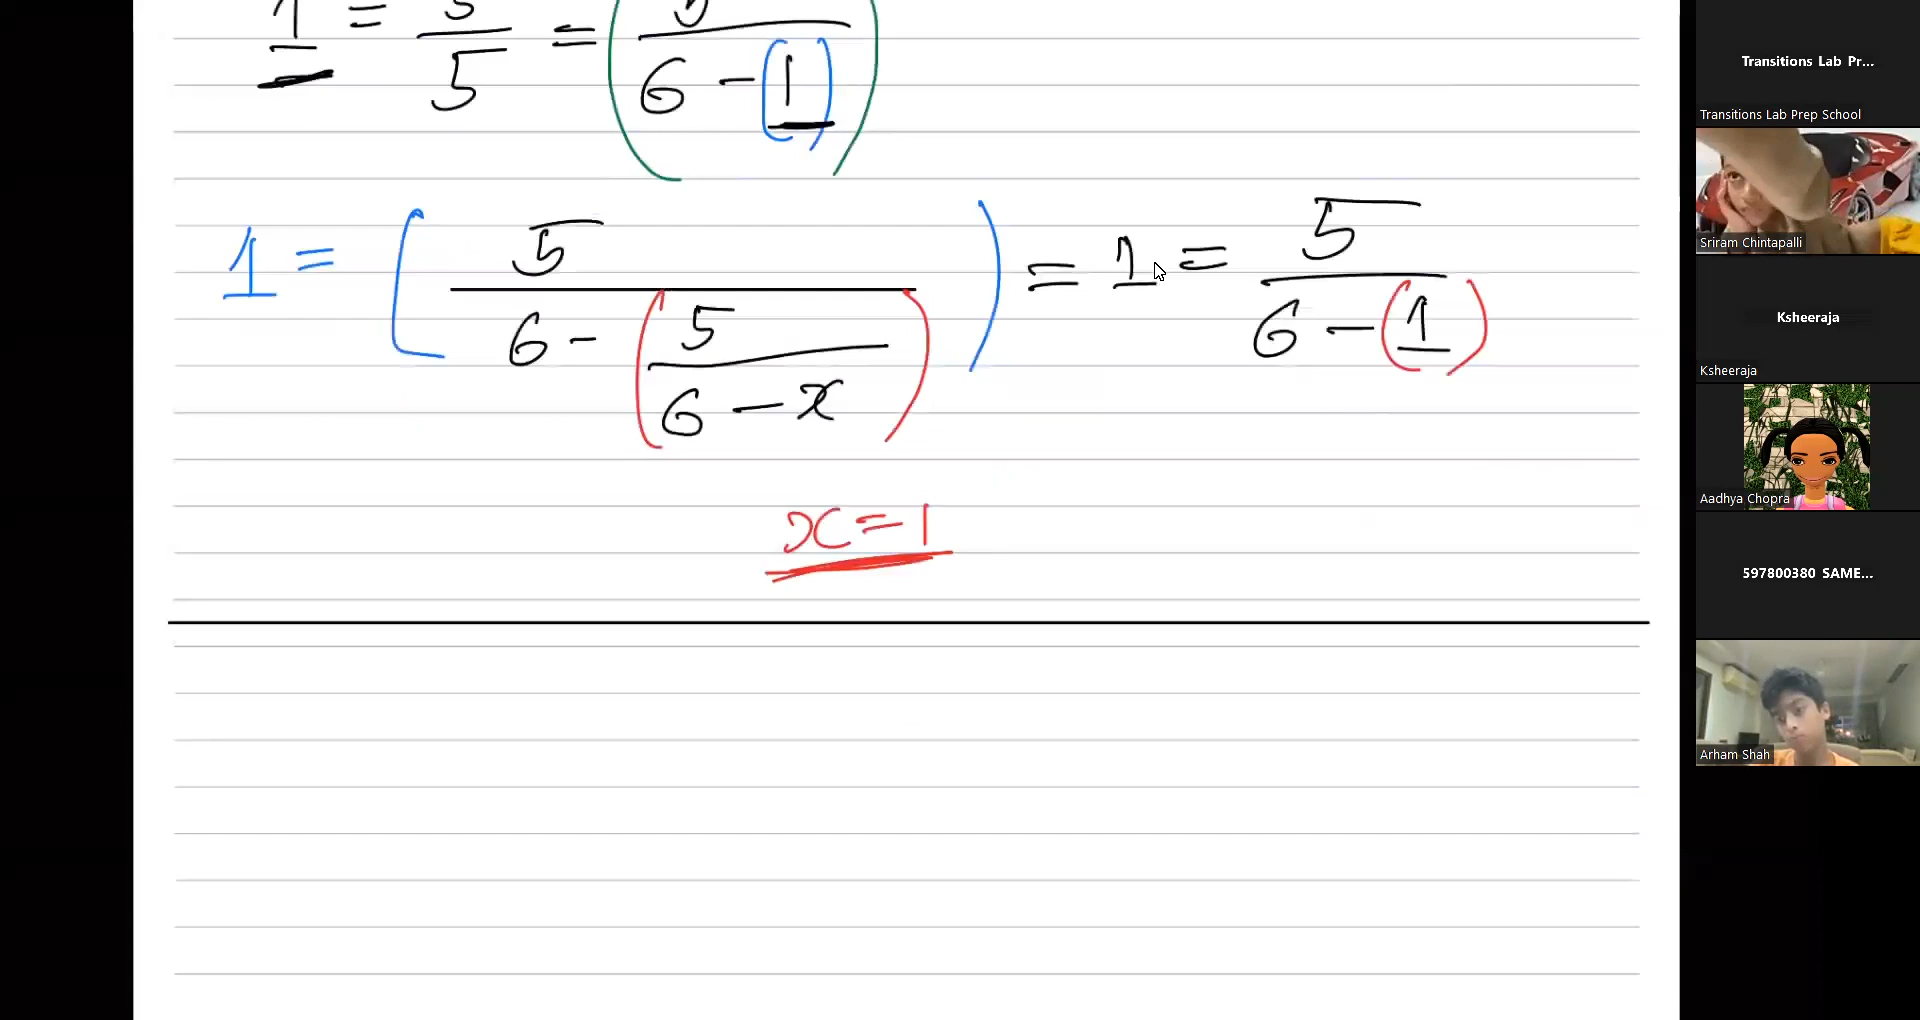 1 = 5/5 = 5/(6 - (1))
1 = (5/(6 - (5/(6 - x)))) = 1 = 5/(6 - (1))
x = 1
Transitions Lab Pr...
Transitions Lab Prep School
Sriram Chintapalli
Ksheeraja
Ksheeraja
Aadhya Chopra
597800380 SAME...
Arham Shah